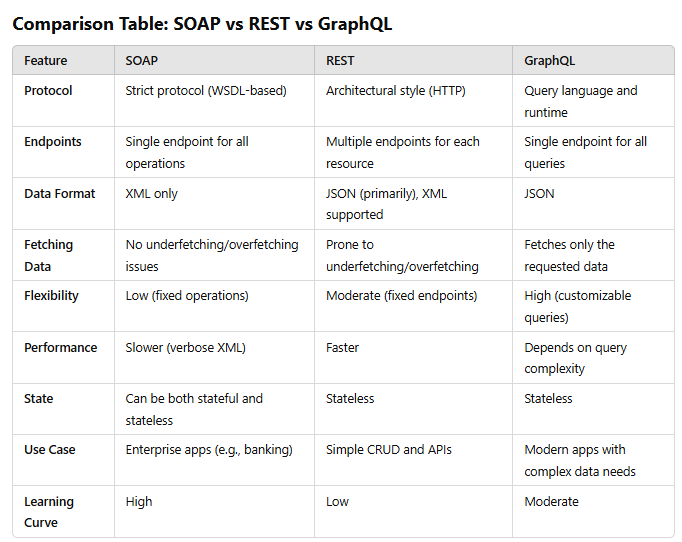 Comparison Table: SOAP vs REST vs GraphQL
Feature SOAP REST GraphQL
Protocol Strict protocol (WSDL-based) Architectural style (HTTP) Query language and
runtime
Endpoints Single endpoint for all Multiple endpoints for each Single endpoint for all
operations resource queries
Data Format XML only JSON (primarily), XML JSON
supported
Fetching No underfetching/overfetching Prone to Fetches only the
Data issues underfetching/overfetching requested data
Flexibility Low (fixed operations) Moderate (fixed endpoints) High (customizable
queries)
Performance Slower (verbose XML) Faster Depends on query
complexity
State Can be both stateful and Stateless Stateless
stateless
Use Case Enterprise apps (e.g., banking) Simple CRUD and APIs Modern apps with
complex data needs
Learning High Low Moderate
Curve